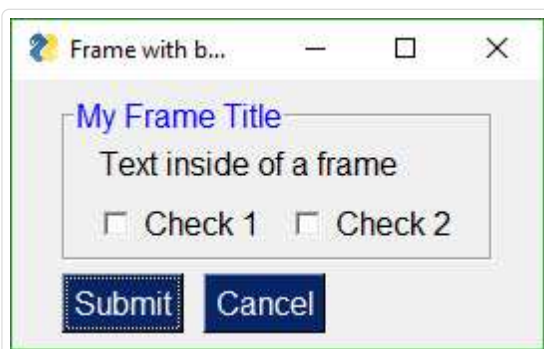 Frame with b...
My Frame Title
Text inside of a frame
Check 1 Check 2
Submit Cancel